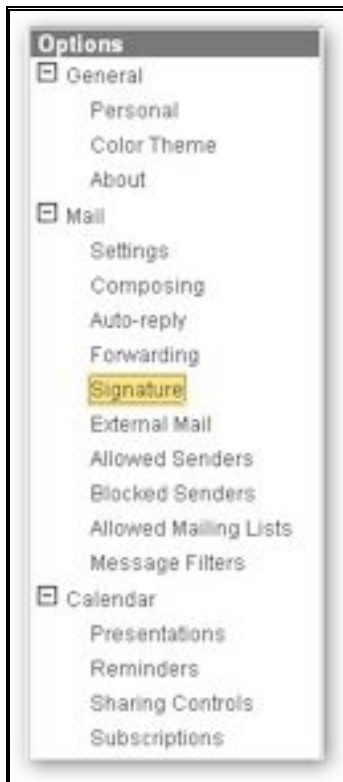 Options
General
Personal
Color Theme
About
Mail
Settings
Composing
Auto-reply
Forwarding
Signature
External Mail
Allowed Senders
Blocked Senders
Allowed Mailing Lists
Message Filters
Calendar
Presentations
Reminders
Sharing Controls
Subscriptions